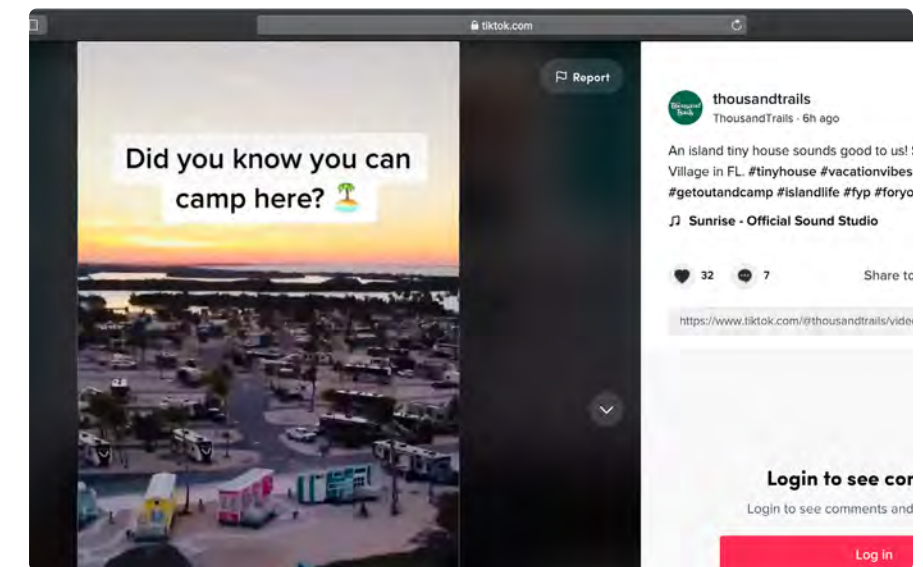 tiktok.com
Report
Did you know you can
camp here? 🏝️
thousandtrails
ThousandTrails · 6h ago
An island tiny house sounds good to us!
Village in FL. #tinyhouse #vacationvibes
#getoutandcamp #islandlife #fyp
Sunrise - Official Sound Studio
32
7
Share to
https://www.tiktok.com/@thousandtrails/
Login to see
Login to see comments and
Log in